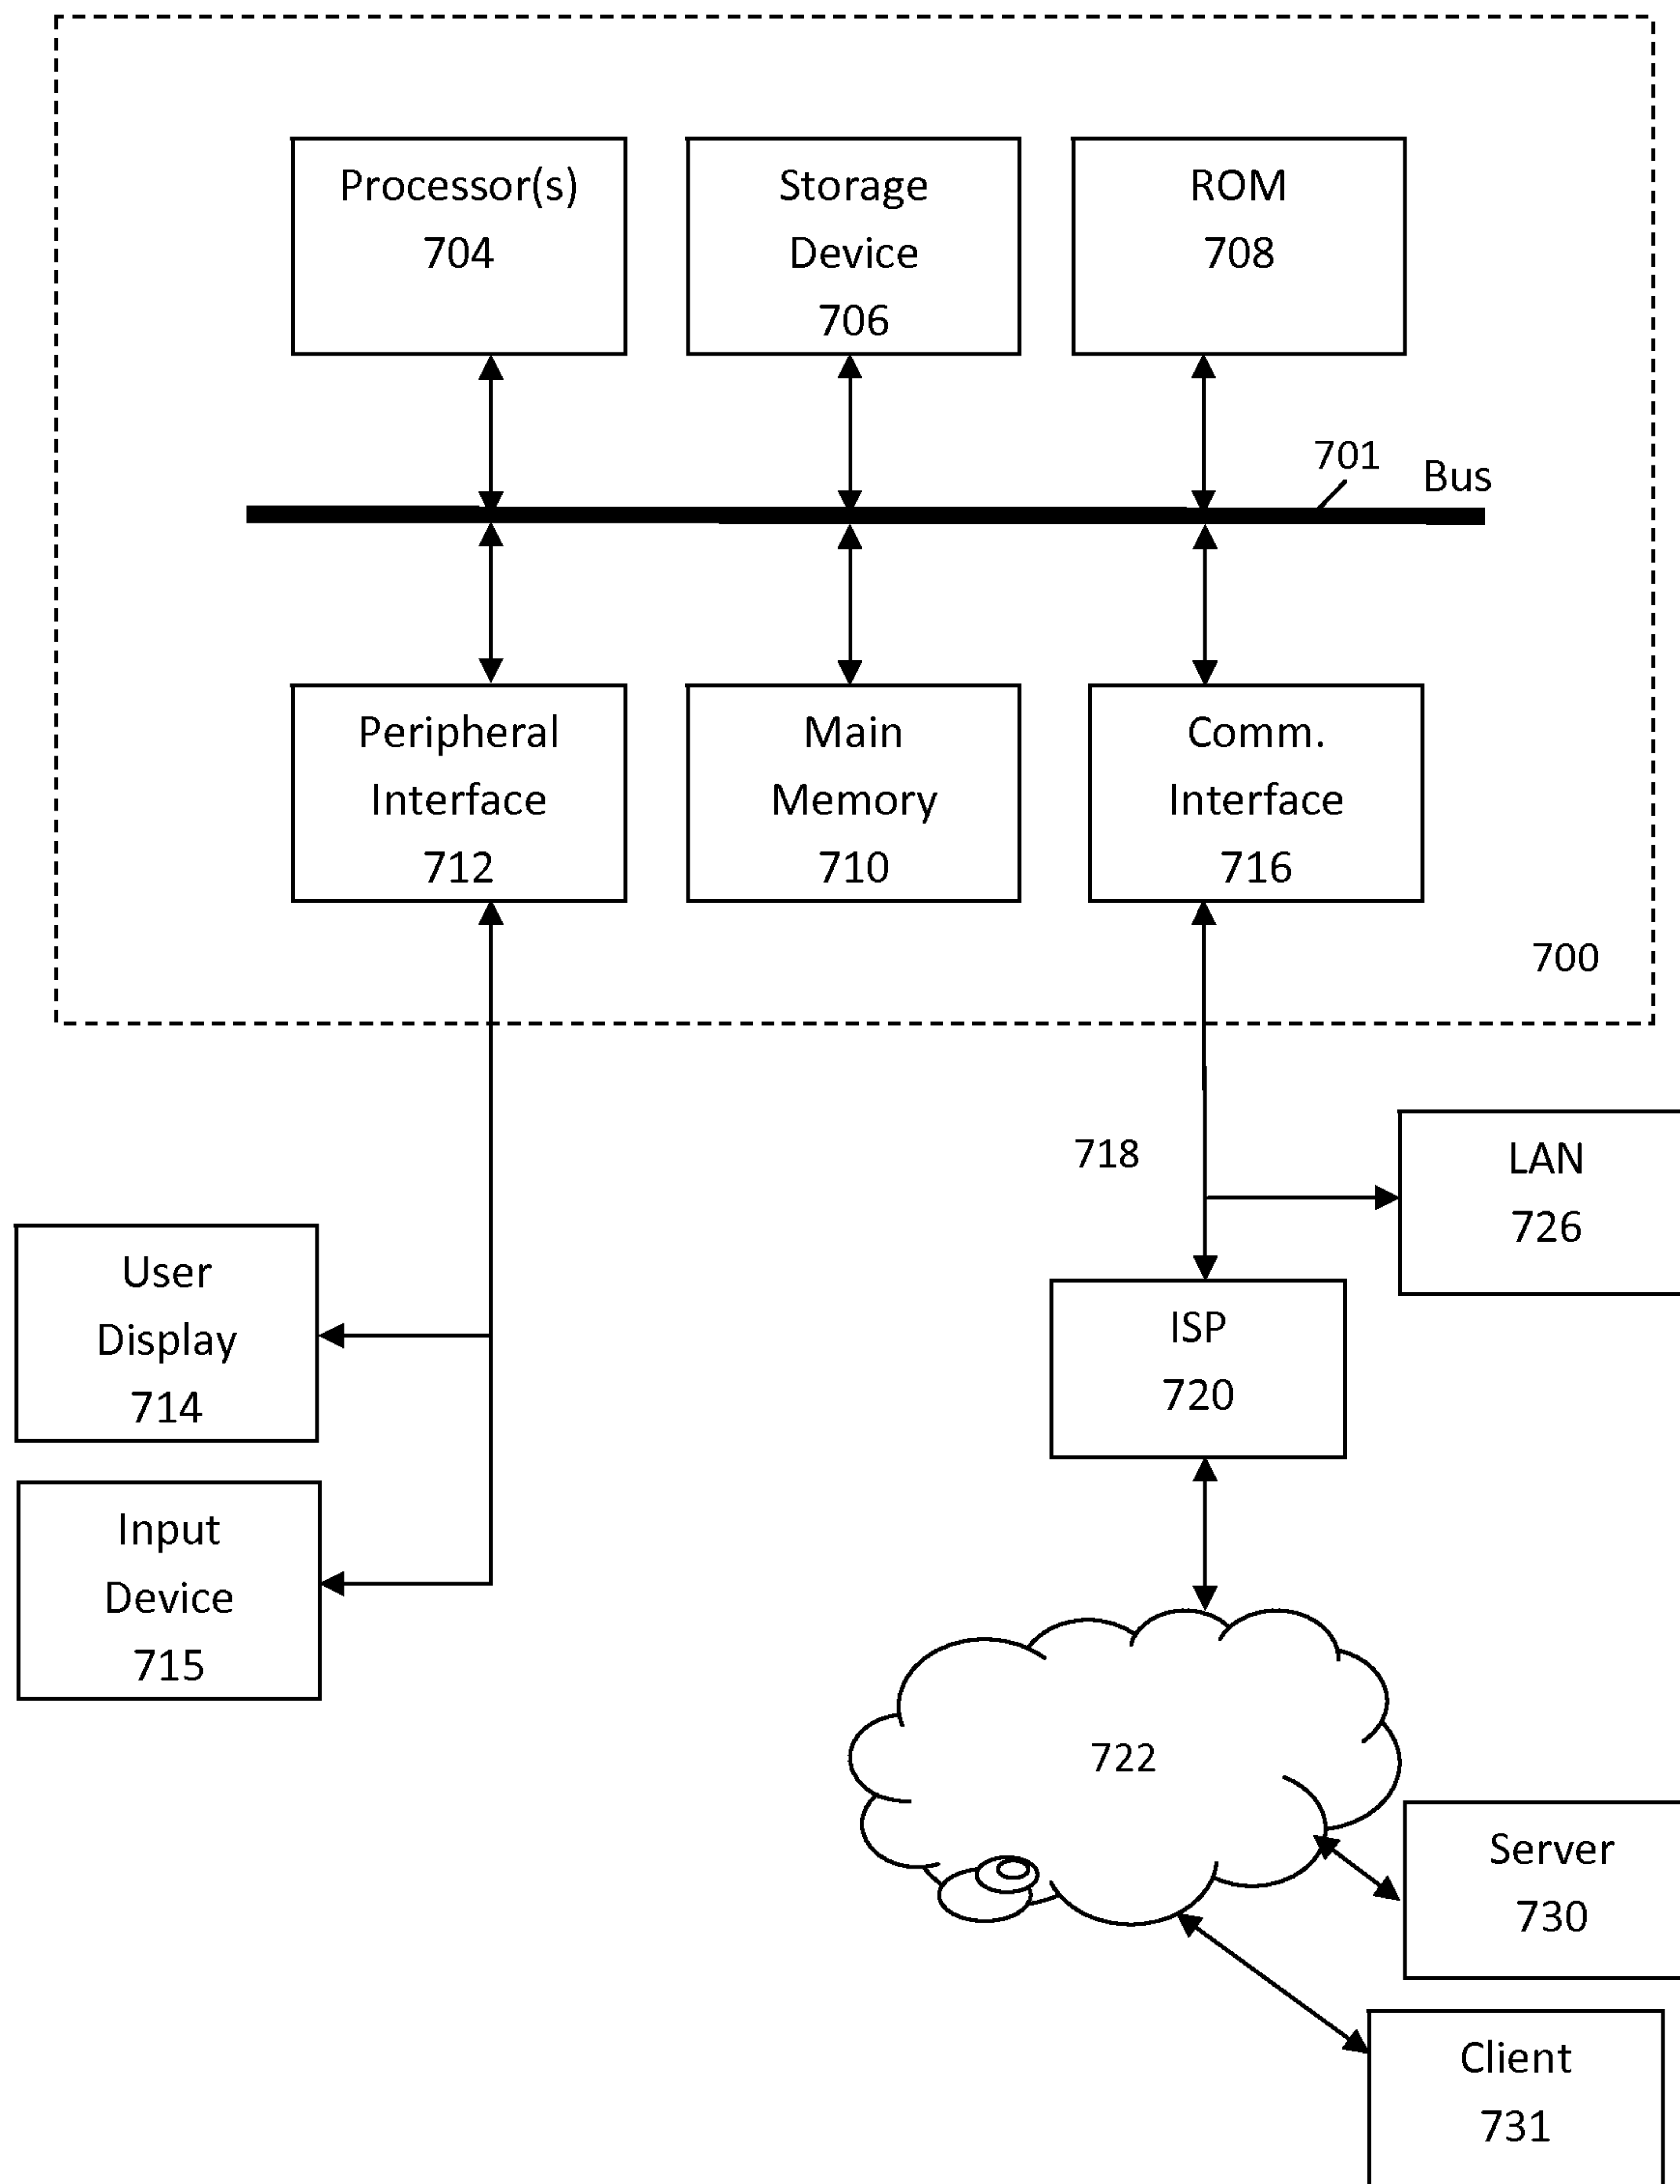 Processor(s)
704
Storage
Device
706
ROM
708
701
Bus
Peripheral
Interface
712
Main
Memory
710
Comm.
Interface
716
700
718
LAN
726
User
Display
714
ISP
720
Input
Device
715
722
Server
730
Client
731